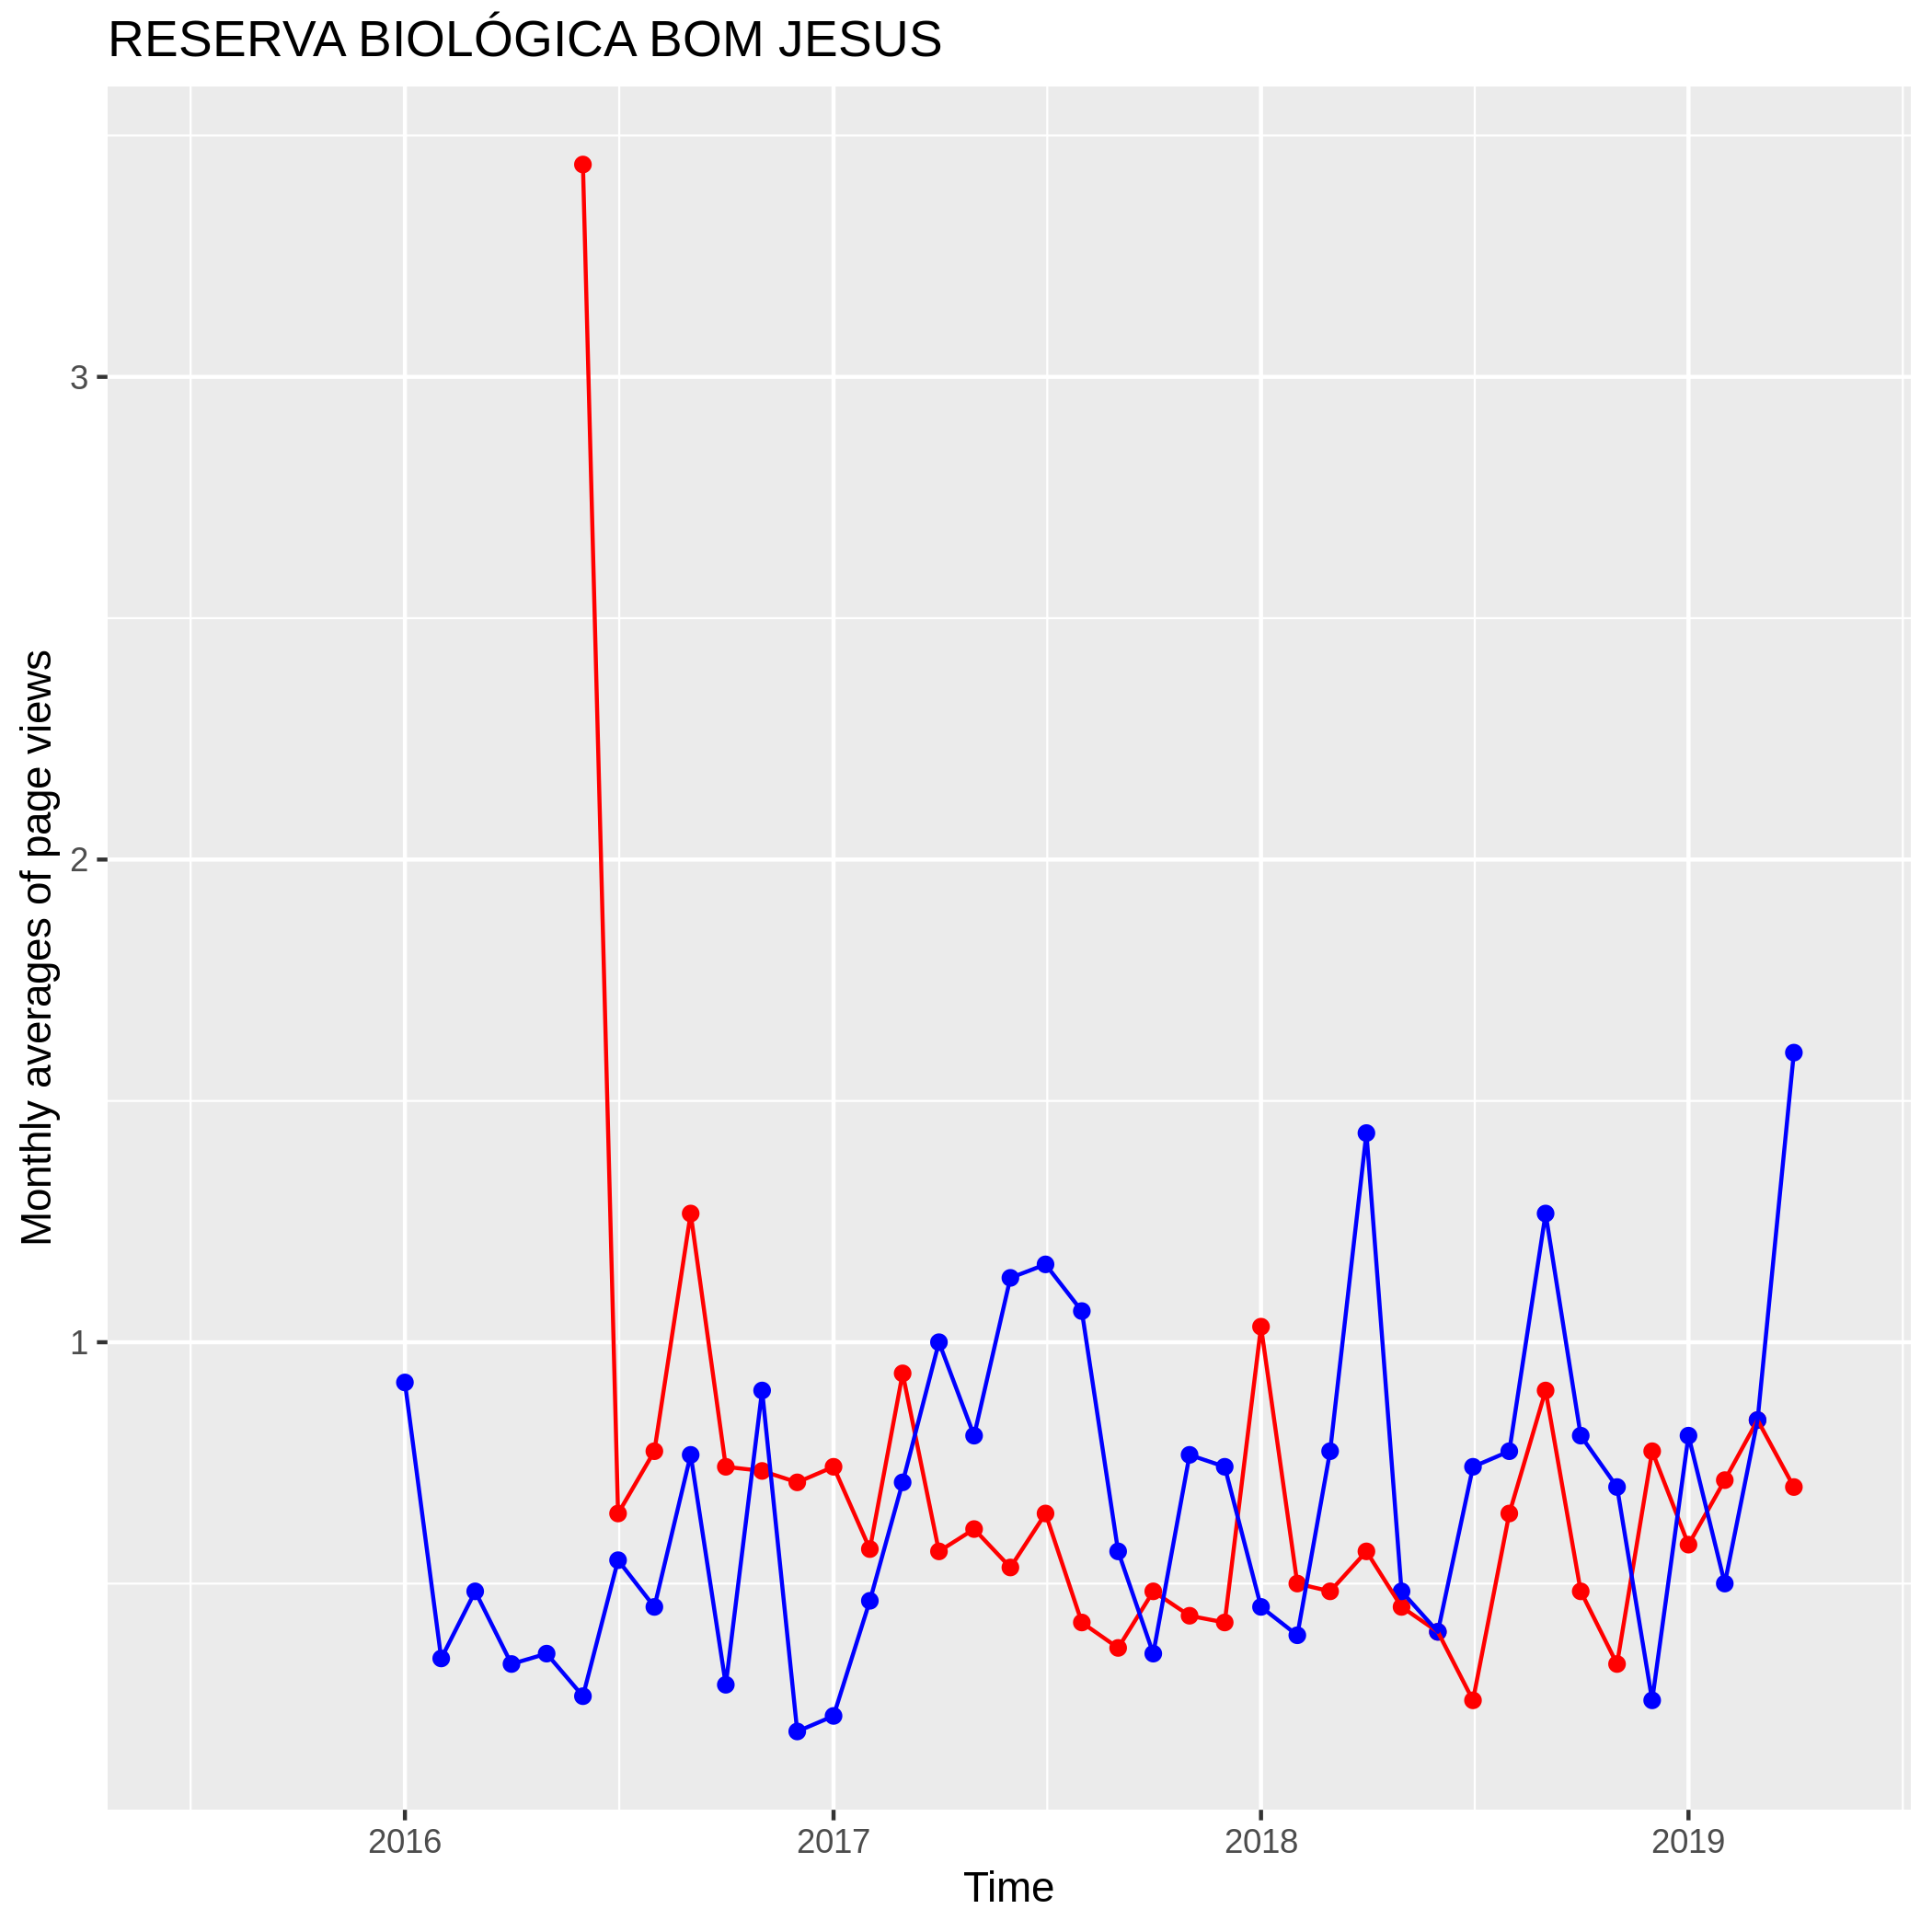 RESERVA BIOLÓGICA BOM JESUS
Monthly averages of page views
3
2
1
2016 2017 2018 2019
Time